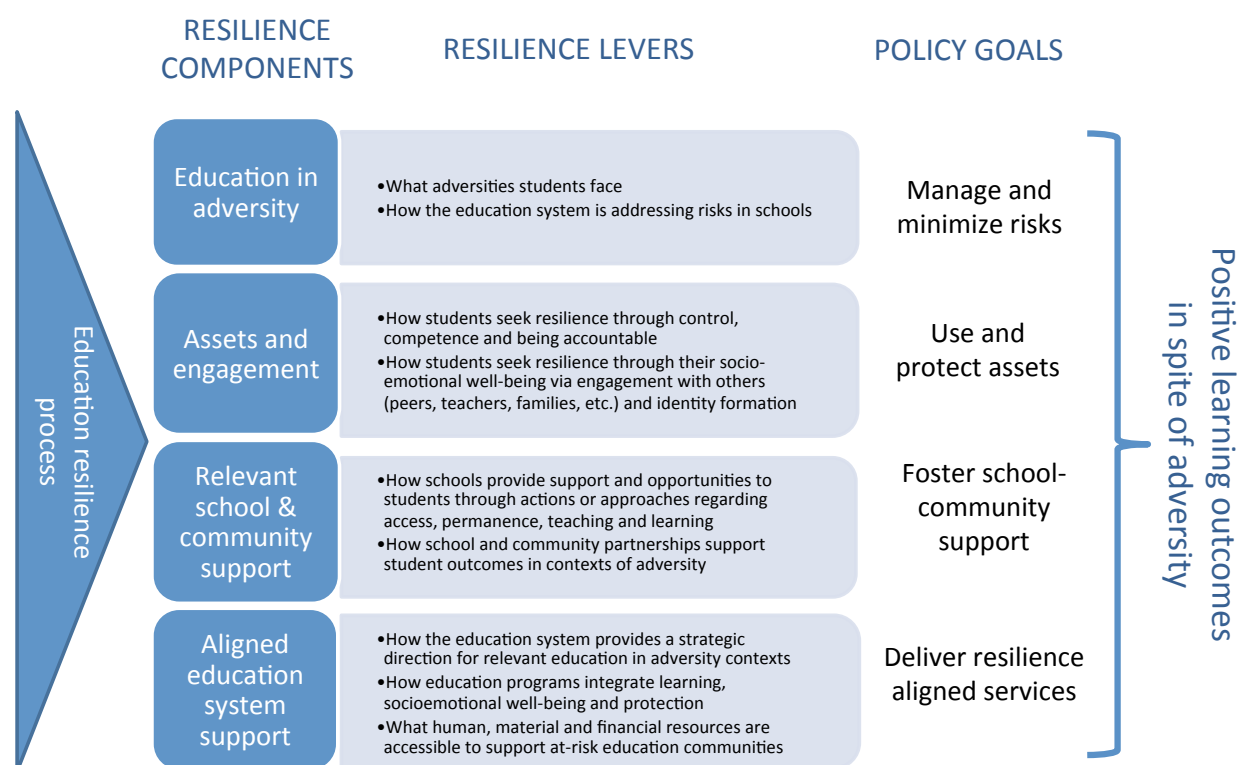 RESILIENCE
COMPONENTS
RESILIENCE LEVERS
POLICY GOALS
Education resilience
process
Education in
adversity
•What adversities students face
•How the education system is addressing risks in schools
Manage and
minimize risks
Assets and
engagement
•How students seek resilience through control,
competence and being accountable
•How students seek resilience through their socio-
emotional well-being via engagement with others
(peers, teachers, families, etc.) and identity formation
Use and
protect assets
Relevant
school &
community
support
•How schools provide support and opportunities to
students through actions or approaches regarding
access, permanence, teaching and learning
•How school and community partnerships support
student outcomes in contexts of adversity
Foster school-
community
support
Aligned
education
system
support
•How the education system provides a strategic
direction for relevant education in adversity contexts
•How education programs integrate learning,
socioemotional well-being and protection
•What human, material and financial resources are
accessible to support at-risk education communities
Deliver resilience
aligned services
Positive learning outcomes
in spite of adversity